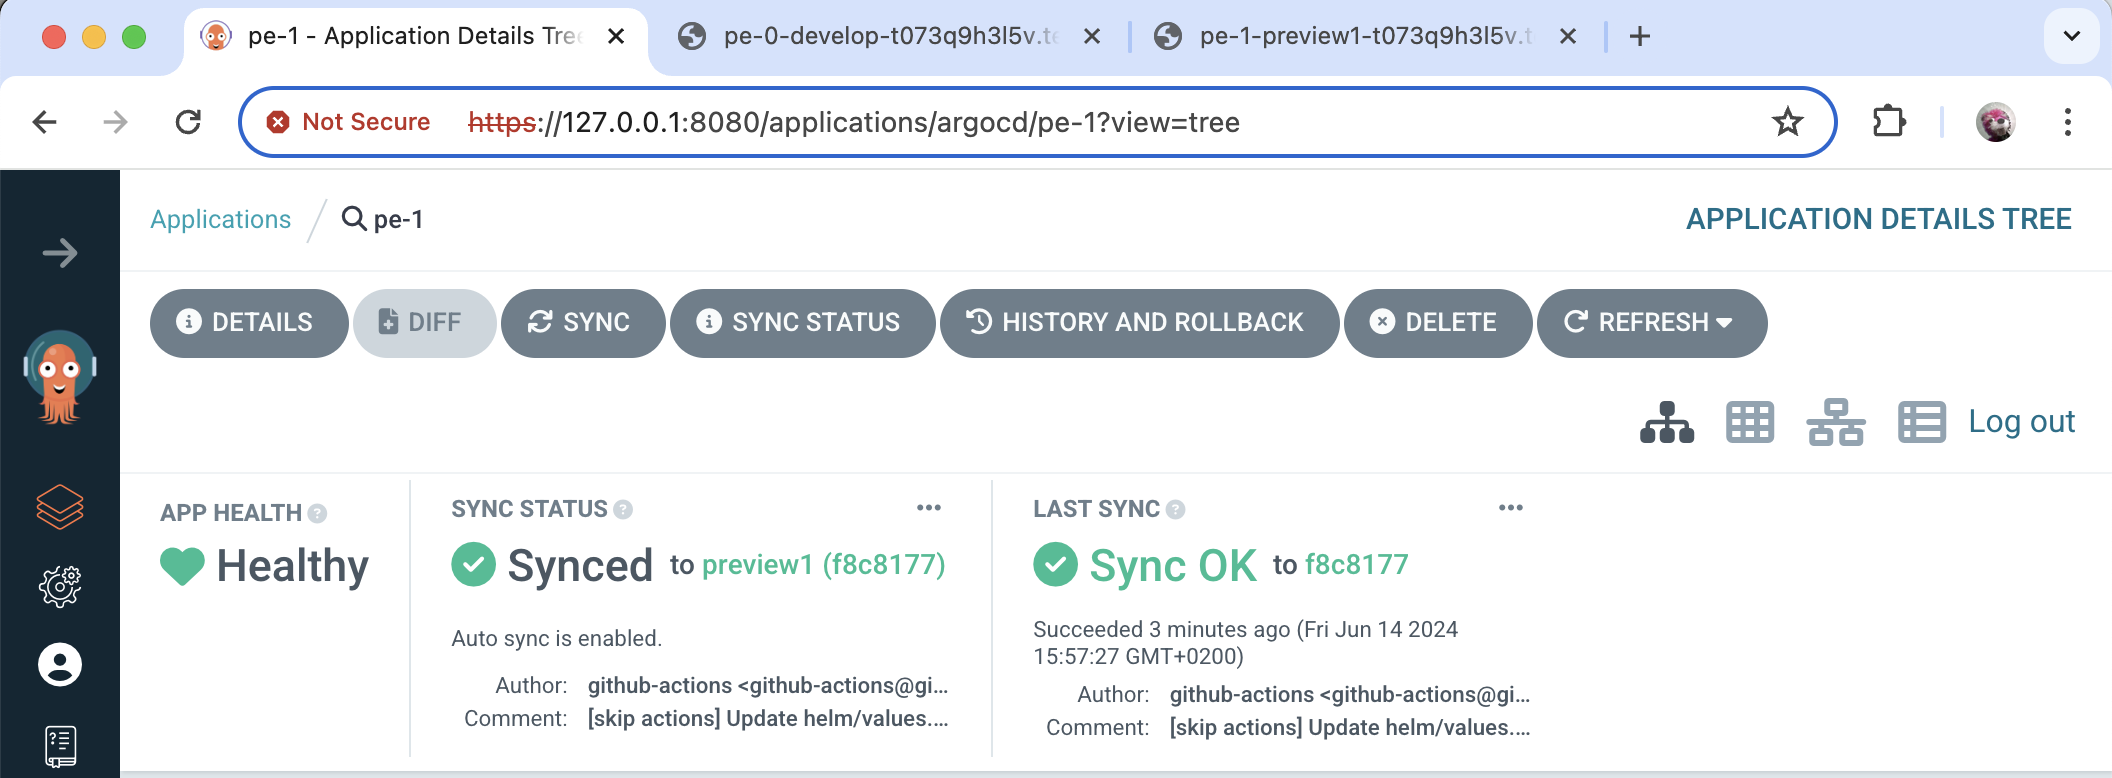 pe-1 - Application Details Tree
pe-0-develop-t073q9h3l5v.te
pe-1-preview1-t073q9h3l5v.t
Not Secure https://127.0.0.1:8080/applications/argocd/pe-1?view=tree
Applications / pe-1
APPLICATION DETAILS TREE
DETAILS DIFF SYNC SYNC STATUS HISTORY AND ROLLBACK DELETE REFRESH
Log out
APP HEALTH
Healthy
SYNC STATUS
Synced to preview1 (f8c8177)
Auto sync is enabled.
Author: github-actions <github-actions@gi...
Comment: [skip actions] Update helm/values....
LAST SYNC
Sync OK to f8c8177
Succeeded 3 minutes ago (Fri Jun 14 2024
15:57:27 GMT+0200)
Author: github-actions <github-actions@gi...
Comment: [skip actions] Update helm/values....